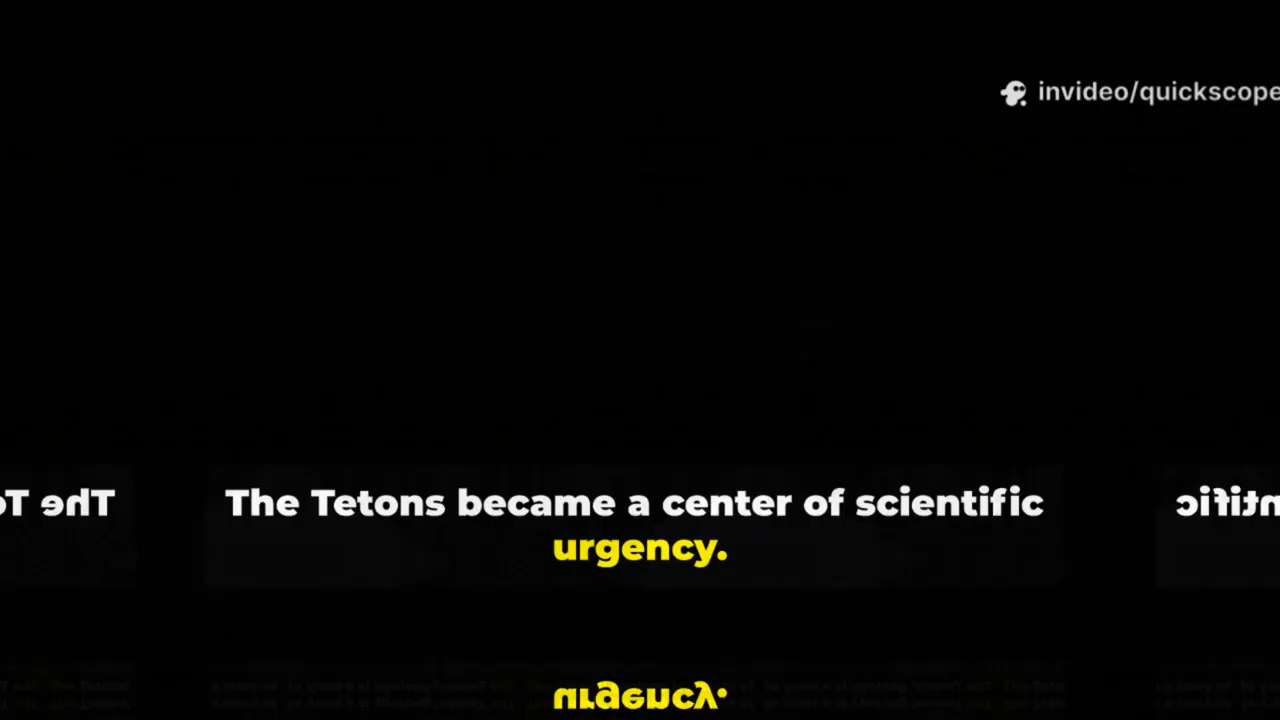 invideo/quickscope
The Tetons became a center of scientific
urgency.